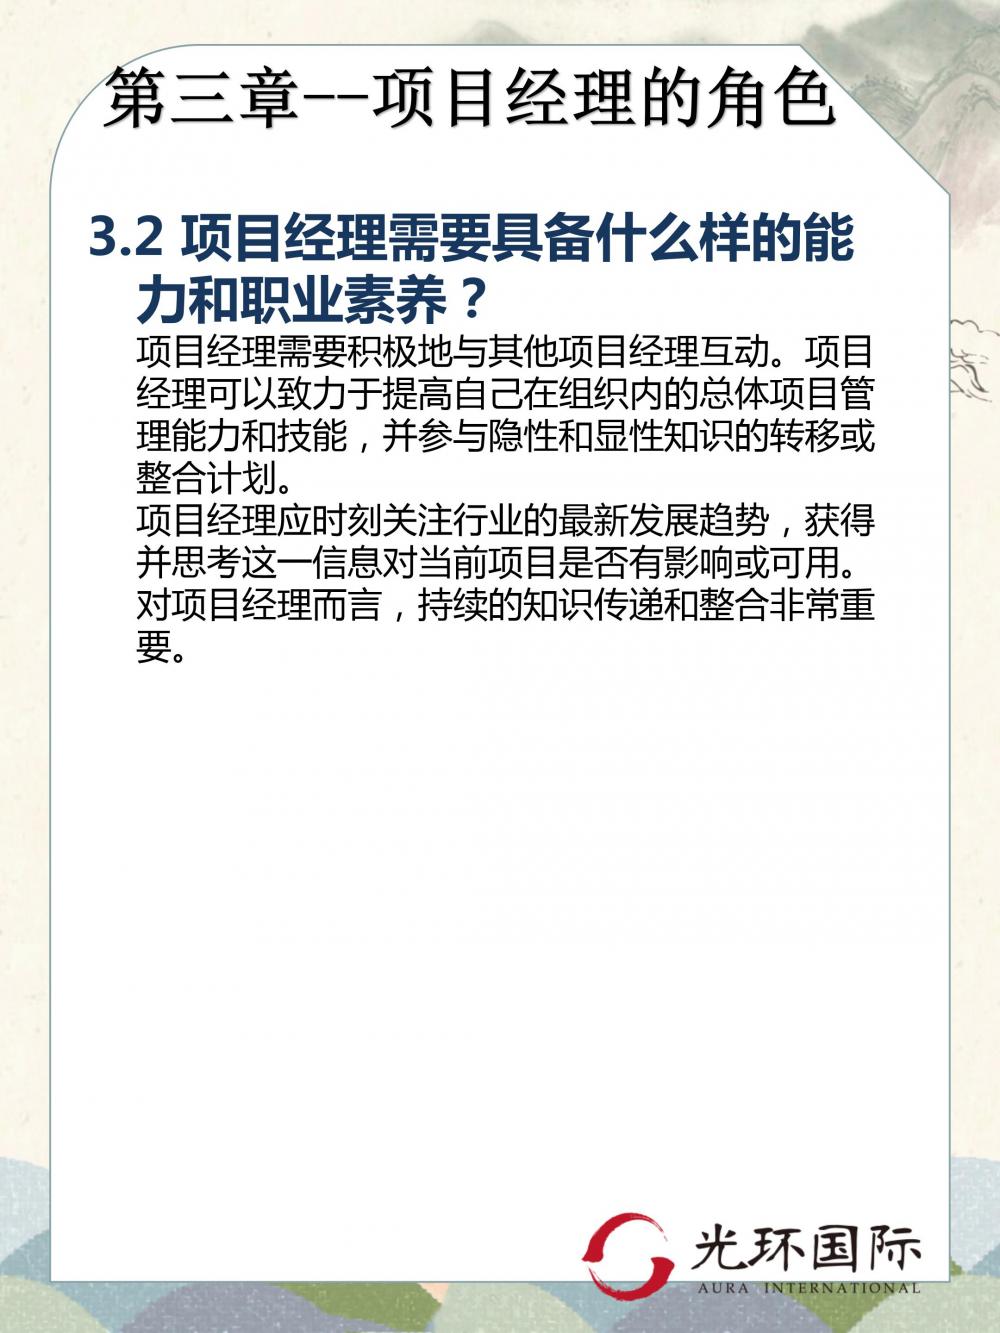 第三章--项目经理的角色
3.2 项目经理需要具备什么样的能
力和职业素养？
项目经理需要积极地与其他项目经理互动。项目
经理可以致力于提高自己在组织内的总体项目管
理能力和技能，并参与隐性和显性知识的转移或
整合计划。
项目经理应时刻关注行业的最新发展趋势，获得
并思考这一信息对当前项目是否有影响或可用。
对项目经理而言，持续的知识传递和整合非常重
要。
光环国际
AURA INTERNATIONAL